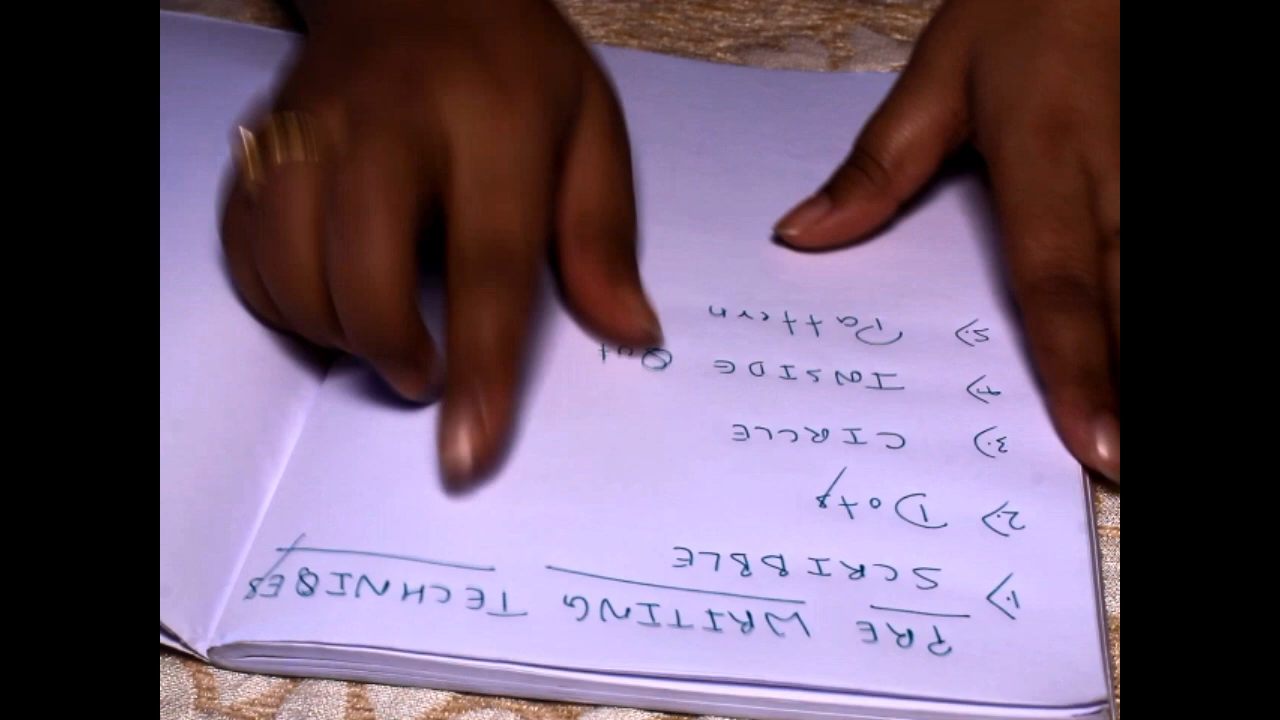 PRE WRITING TECHNIQES
1) SCRIBBLE
2) Dots
3) CIRCLE
4) INSIDE Out
5) Pattern